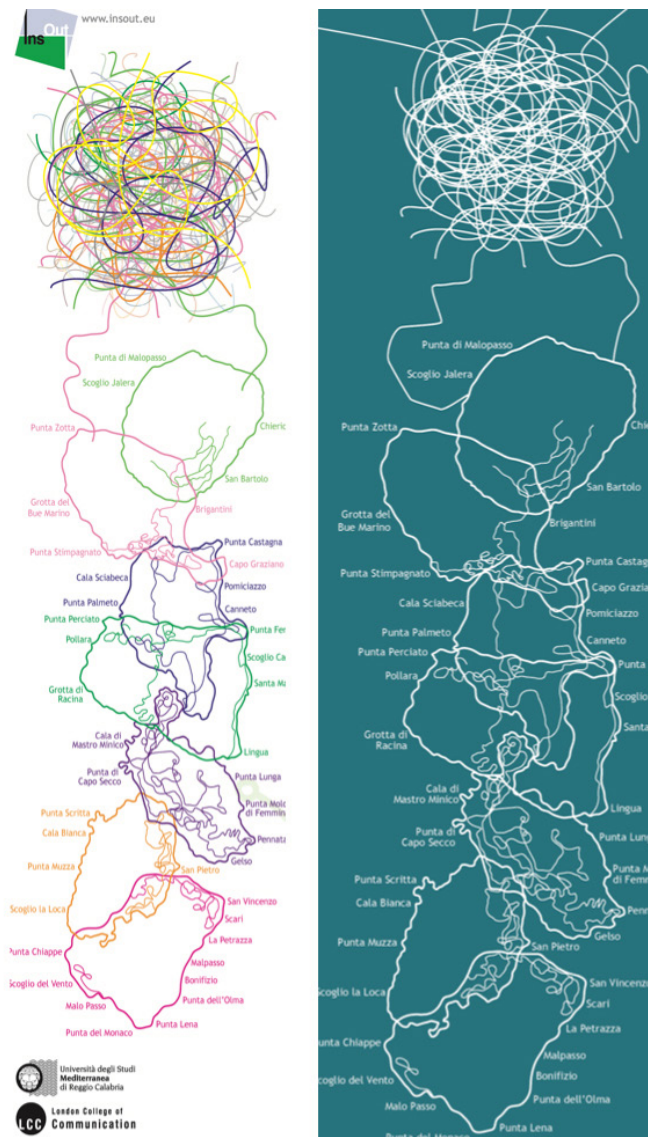 www.insout.eu
Out
Ins
Punta di Malopasso
Scoglio Jalera
Chieric
Punta Zotta
San Bartolo
Grotta del
Bue Marino
Brigantini
Punta Castagna
Punta Stimpagnato
Capo Graziano
Cala Sciabeca
Pomiciazzo
Punta Palmeto
Canneto
Punta Perciato
Punta Fer
Pollara
Scoglio Ca
Santa Ma
Grotta di
Racina
Cala di
Mastro Minico
Lingua
Punta di
Capo Secco
Punta Lunga
Punta Molo
di Femmin
Punta Scritta
Cala Bianca
Pennata
Gelso
Punta Muzza
San Pietro
Scoglio la Loca
San Vincenzo
Scari
La Petrazza
Punta Chiappe
Malpasso
Scoglio del Vento
Bonifizio
Malo Passo
Punta dell'Olma
Punta Lena
Punta del Monaco
Università degli Studi
Mediterranea
di Reggio Calabria
LCC
London College of
Communication
Punta di Malopasso
Scoglio Jalera
Chie
Punta Zotta
San Bartolo
Grotta del
Bue Marino
Brigantini
Punta Castag
Punta Stimpagnato
Capo Grazia
Cala Sciabeca
Pomiciazzo
Punta Palmeto
Canneto
Punta Perciato
Punta
Pollara
Scoglio
Santa
Grotta di
Racina
Cala di
Mastro Minico
Lingua
Punta di
Capo Secco
Punta Lung
Punta M
di Femm
Punta Scritta
Cala Bianca
Penn
Gelso
Punta Muzza
San Pietro
Scoglio la Loca
San Vincenzo
Scari
La Petrazza
Punta Chiappe
Malpasso
Scoglio del Vento
Bonifizio
Malo Passo
Punta dell'Olma
Punta Lena
Punta del Monaco